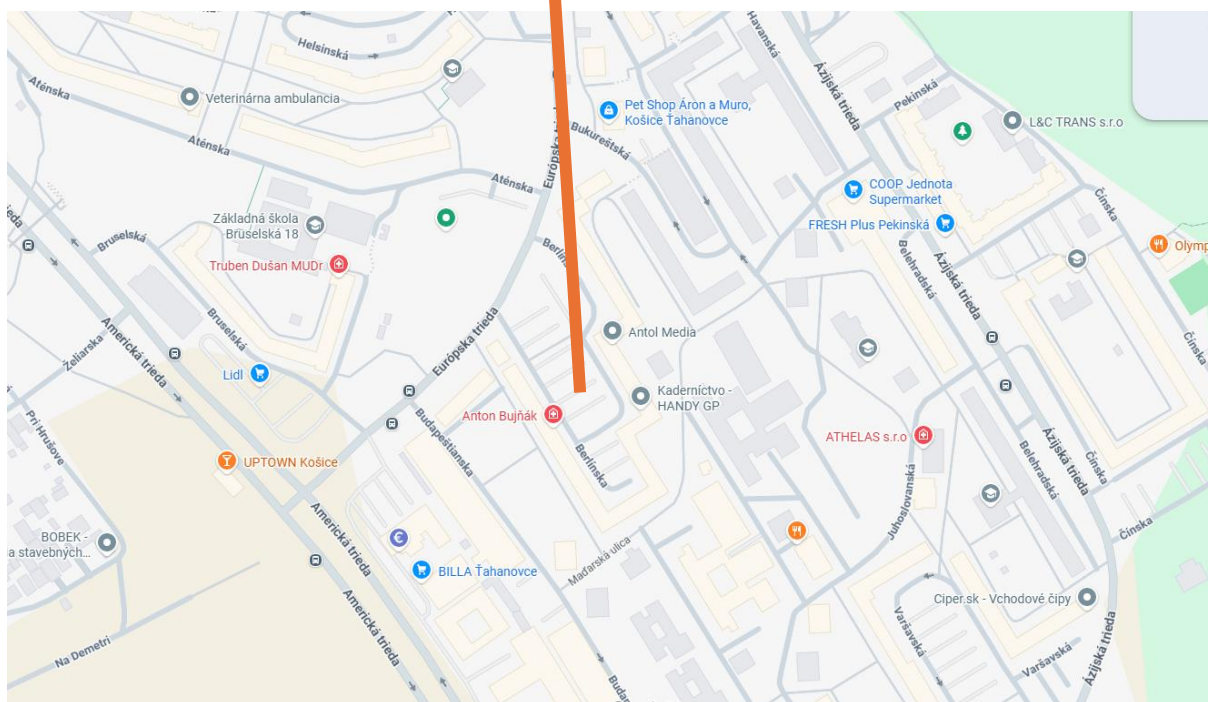 Helsinská
Havanská
Ázijská trieda
Aténska
Veterinárna ambulancia
Pekinská
L&C TRANS s.r.o
Pet Shop Áron a Muro,
Košice Ťahanovce
Bukureštská
Aténska
Európska trieda
Aténska
COOP Jednota
Supermarket
Čínska
Základná škola
Bruselská 18
FRESH Plus Pekinská
Bruselská
Berlínska
Belehradská
Ázijská trieda
Olymp
Truben Dušan MUDr
trieda
Bruselská
Európska trieda
Antol Media
Americká trieda
Želiarska
Čínska
Lidl
Kaderníctvo -
HANDY GP
Pri Hrušove
Anton Bujňák
Budapeštianska
ATHELAS s.r.o
Berlínska
UPTOWN Košice
Ázijská trieda
Čínska
Belehradská
Juhoslovanská
Americká trieda
Čínska
BOBEK -
a stavebných...
€
Maďarská ulica
BILLA Ťahanovce
Ciper.sk - Vchodové čipy
Americká trieda
Varšavská
Na Demetri
Varšavská
Ázijská trieda
Budap